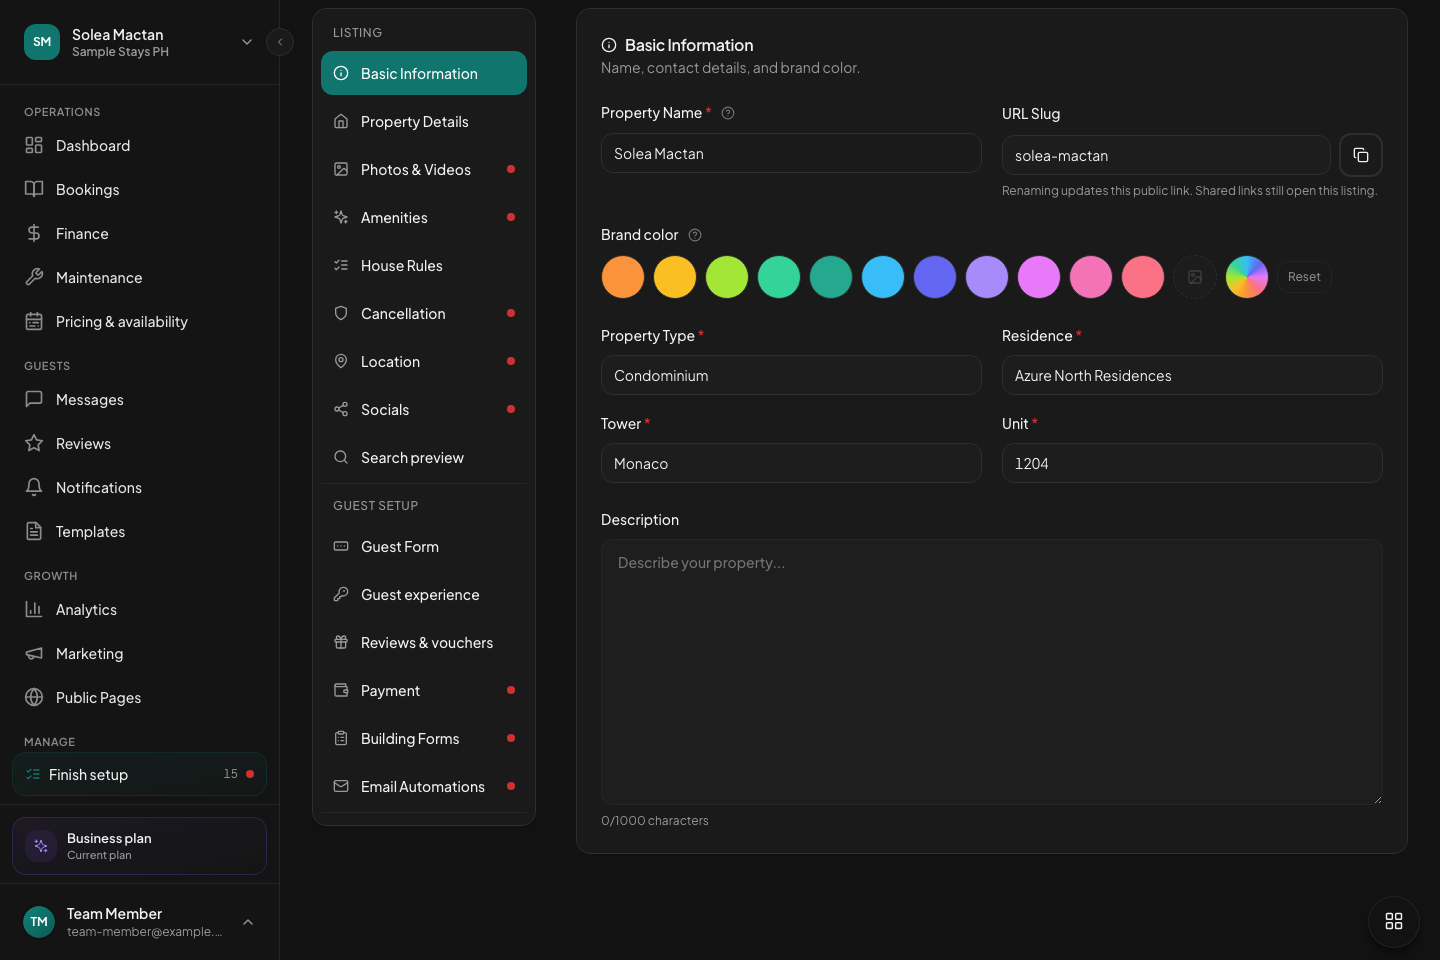 SM
Solea Mactan
Sample Stays PH
OPERATIONS
Dashboard
Bookings
Finance
Maintenance
Pricing & availability
GUESTS
Messages
Reviews
Notifications
Templates
GROWTH
Analytics
Marketing
Public Pages
MANAGE
Finish setup 15
Business plan
Current plan
TM
Team Member
team-member@example....
LISTING
Basic Information
Property Details
Photos & Videos
Amenities
House Rules
Cancellation
Location
Socials
Search preview
GUEST SETUP
Guest Form
Guest experience
Reviews & vouchers
Payment
Building Forms
Email Automations
Basic Information
Name, contact details, and brand color.
Property Name *
Solea Mactan
URL Slug
solea-mactan
Renaming updates this public link. Shared links still open this listing.
Brand color
Reset
Property Type *
Condominium
Residence *
Azure North Residences
Tower *
Monaco
Unit *
1204
Description
Describe your property...
0/1000 characters